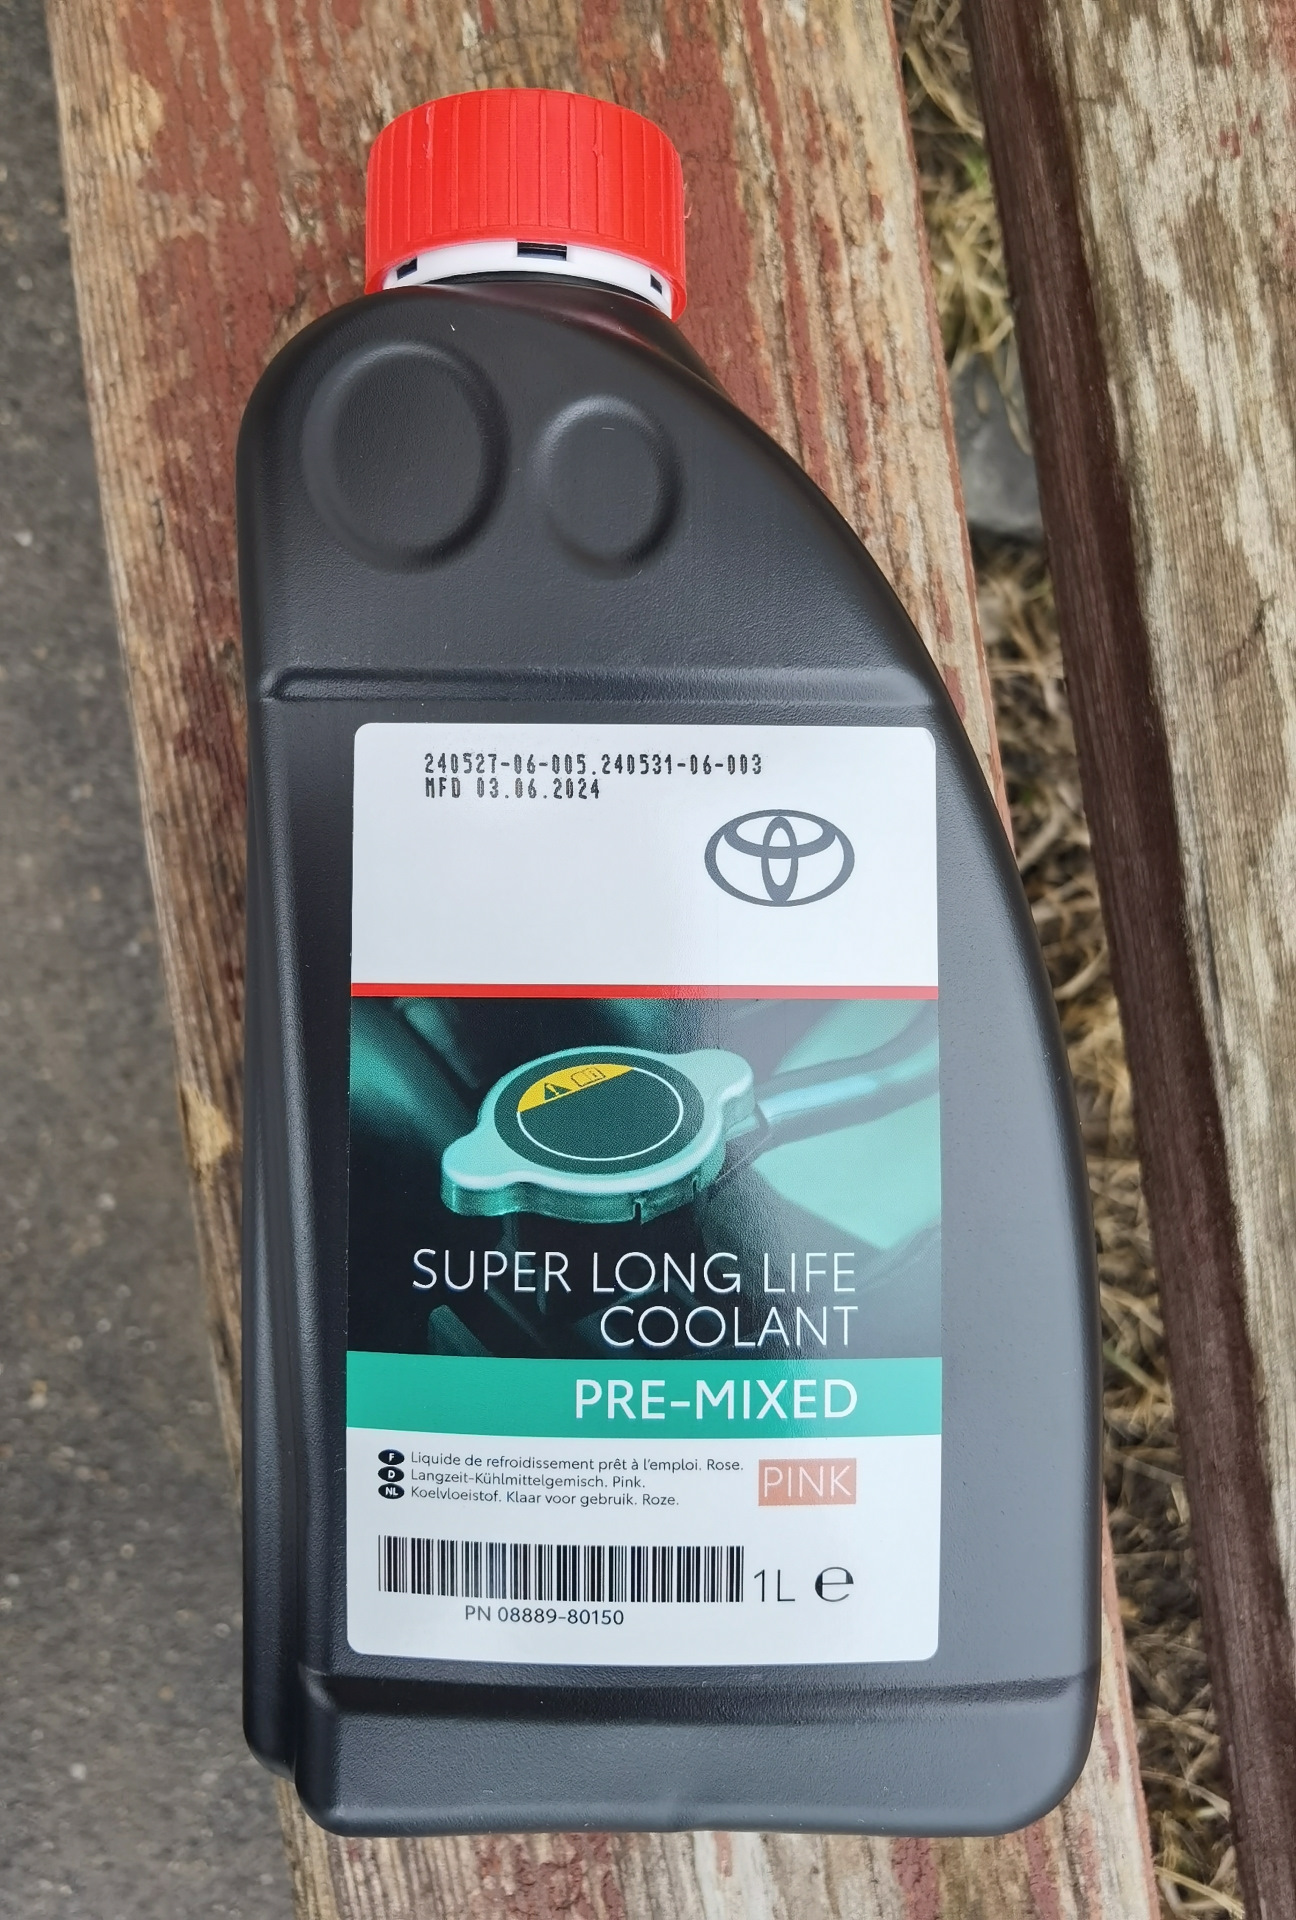 240527-06-005.240531-06-003
MFD 03.06.2024
SUPER LONG LIFE
COOLANT
PRE-MIXED
F Liquide de refroidissement prêt à l'emploi. Rose.
D Langzeit-Kühlmittelgemisch. Pink.
NL Koelvloeistof. Klaar voor gebruik. Roze.
PINK
1L e
PN 08889-80150